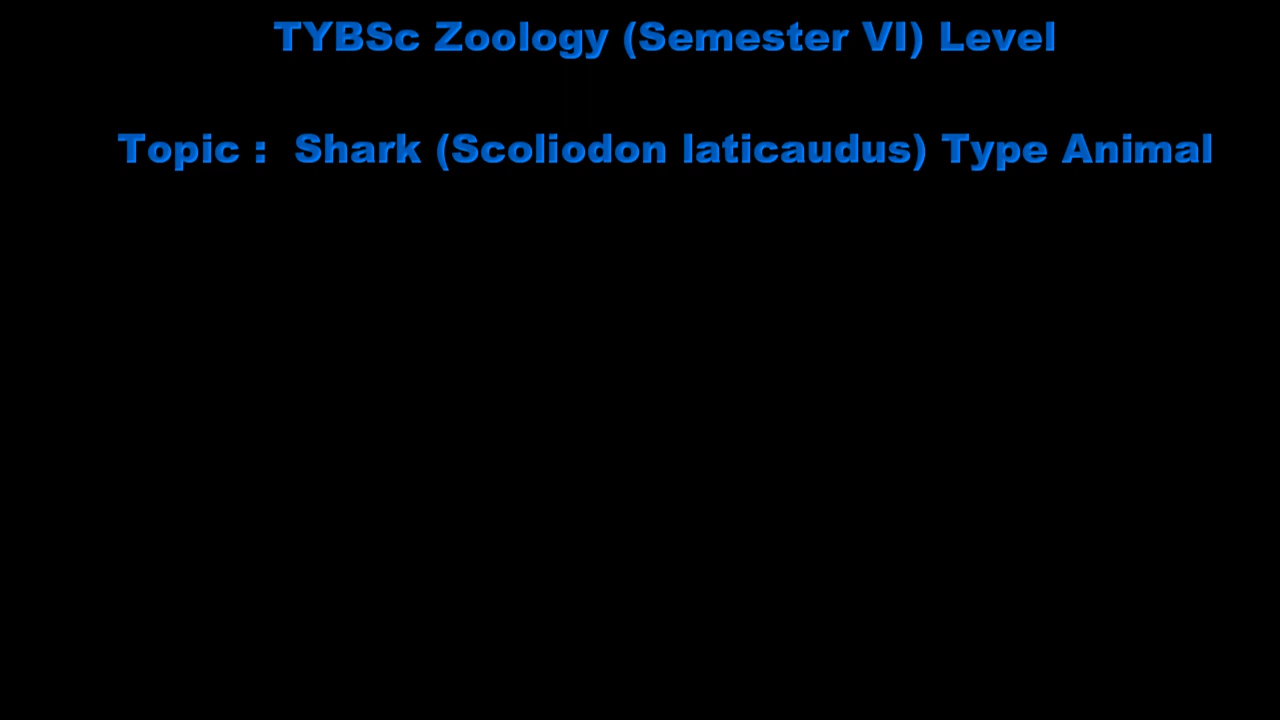 TYBSc Zoology (Semester VI) Level
Topic :  Shark (Scoliodon laticaudus) Type Animal